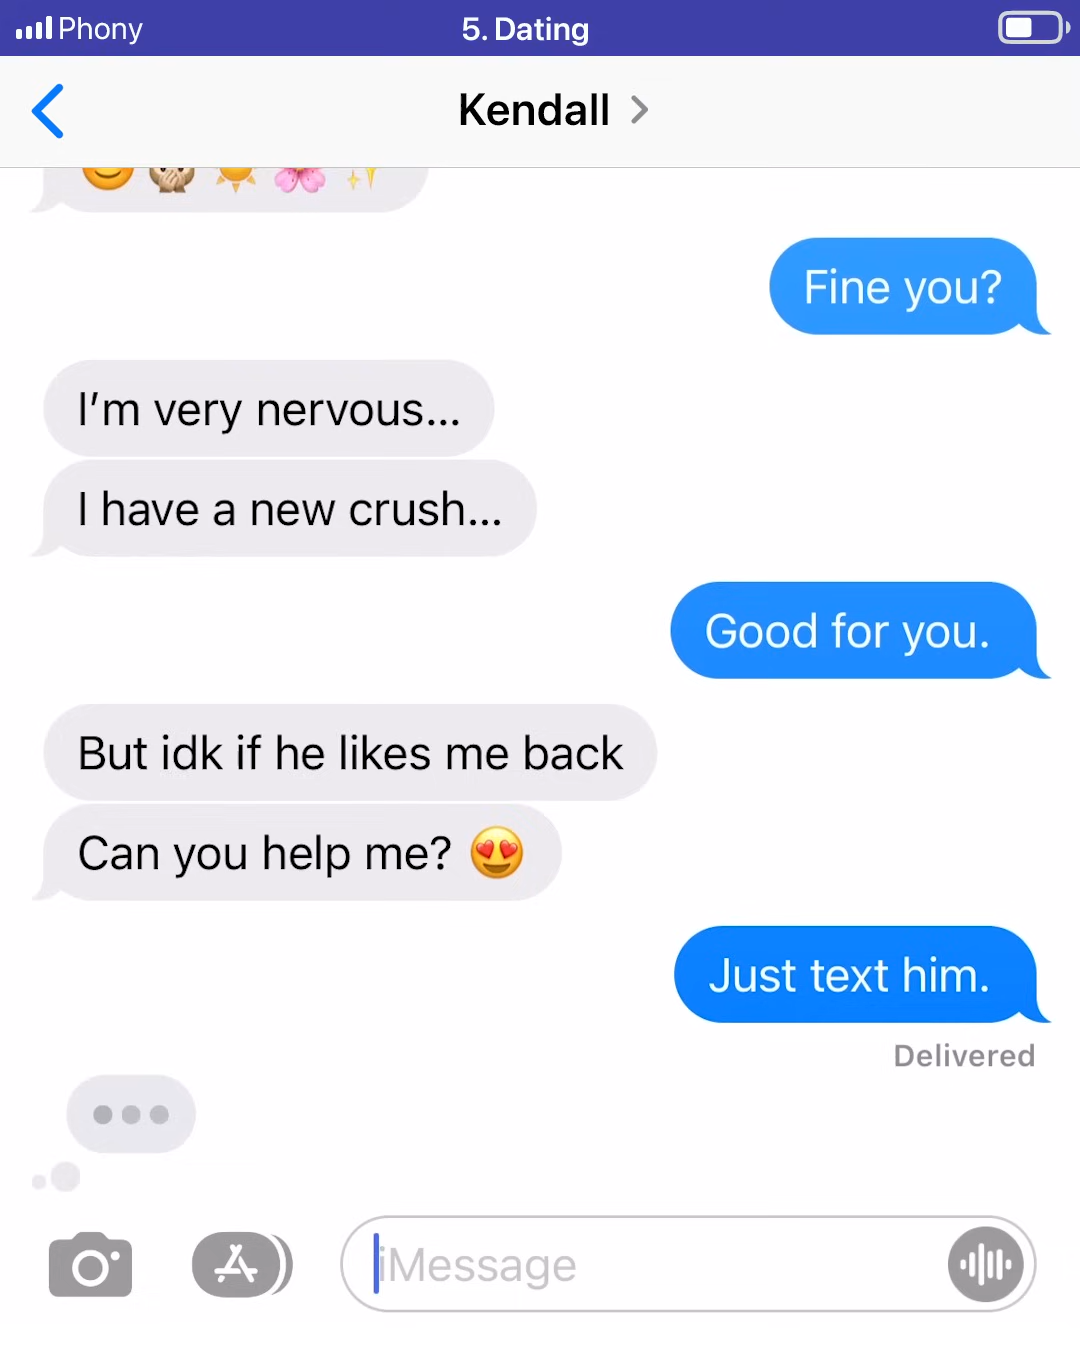 Phony
5. Dating
Kendall
Fine you?
I’m very nervous...
I have a new crush...
Good for you.
But idk if he likes me back
Can you help me? 😍
Just text him.
Delivered
iMessage